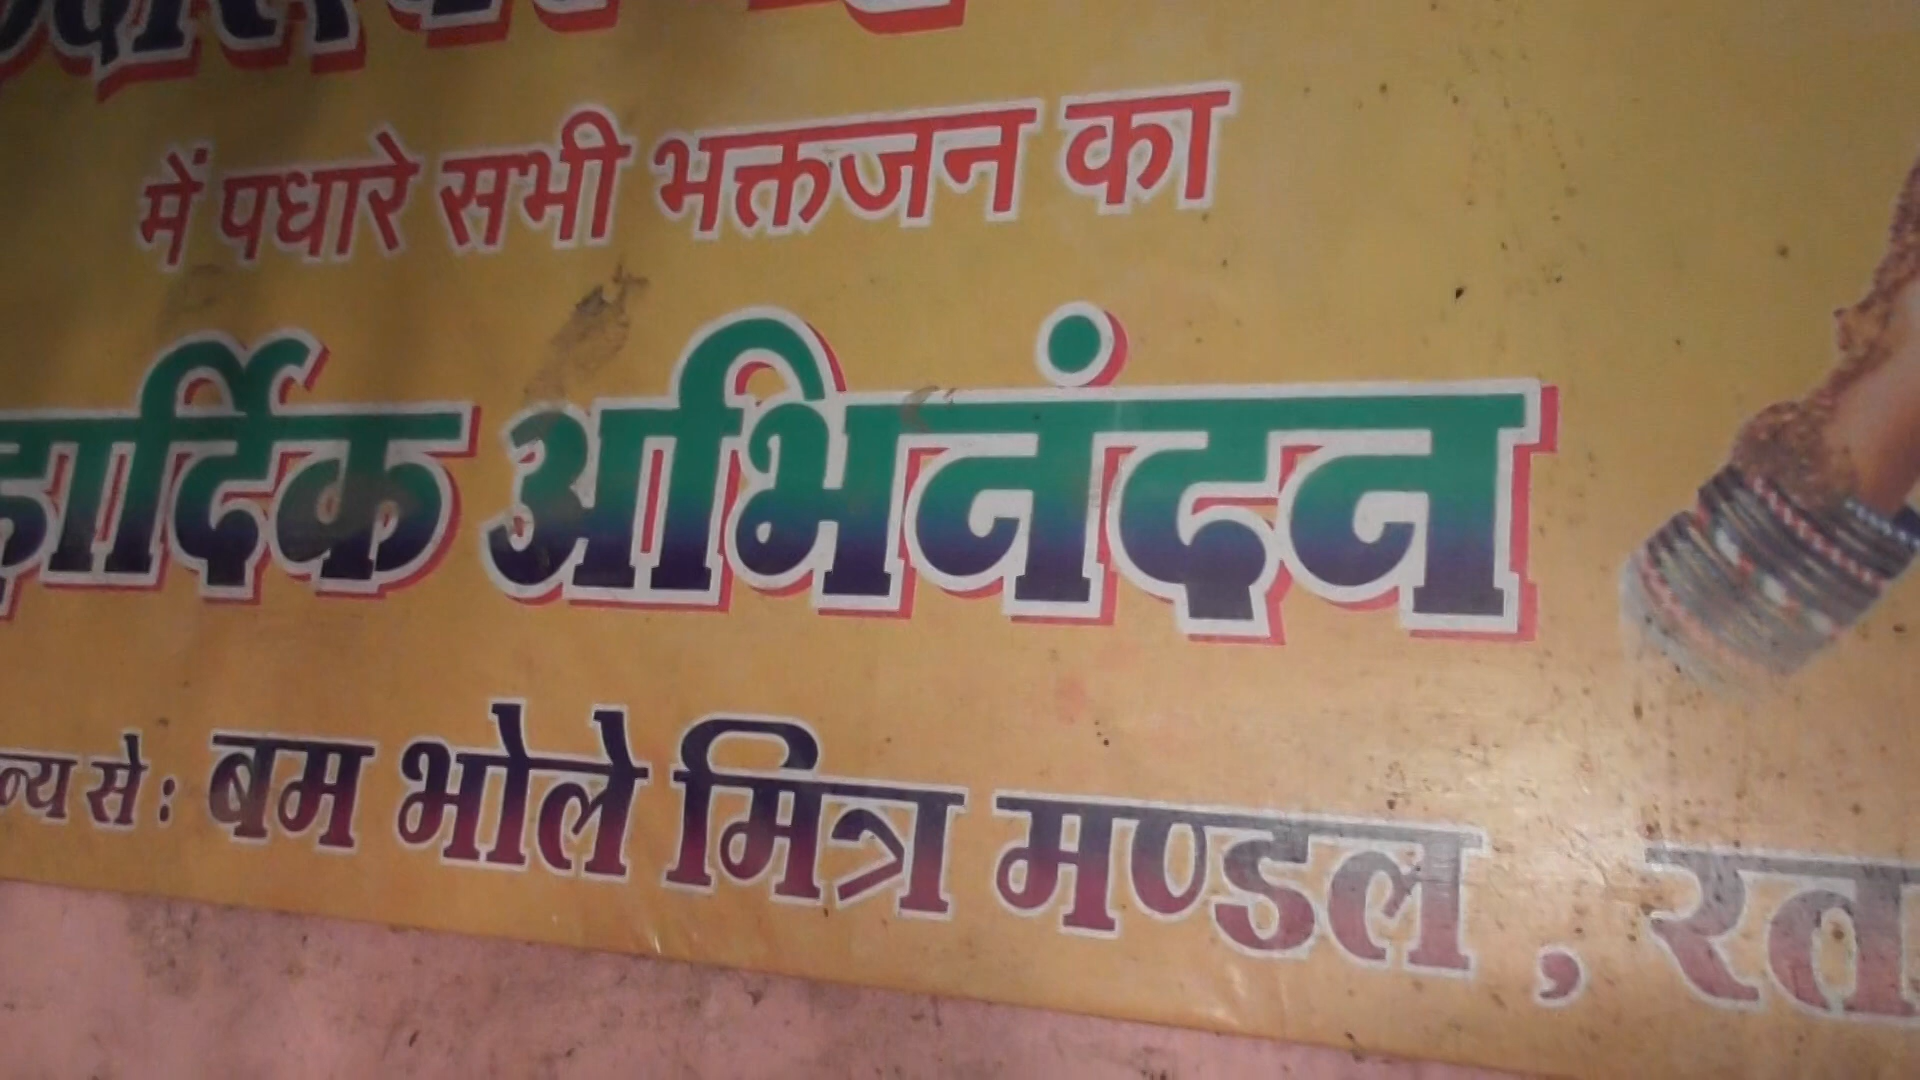 में पधारे सभी भक्तजन का
हार्दिक अभिनंदन
से : बम भोले मित्र मण्डल ,